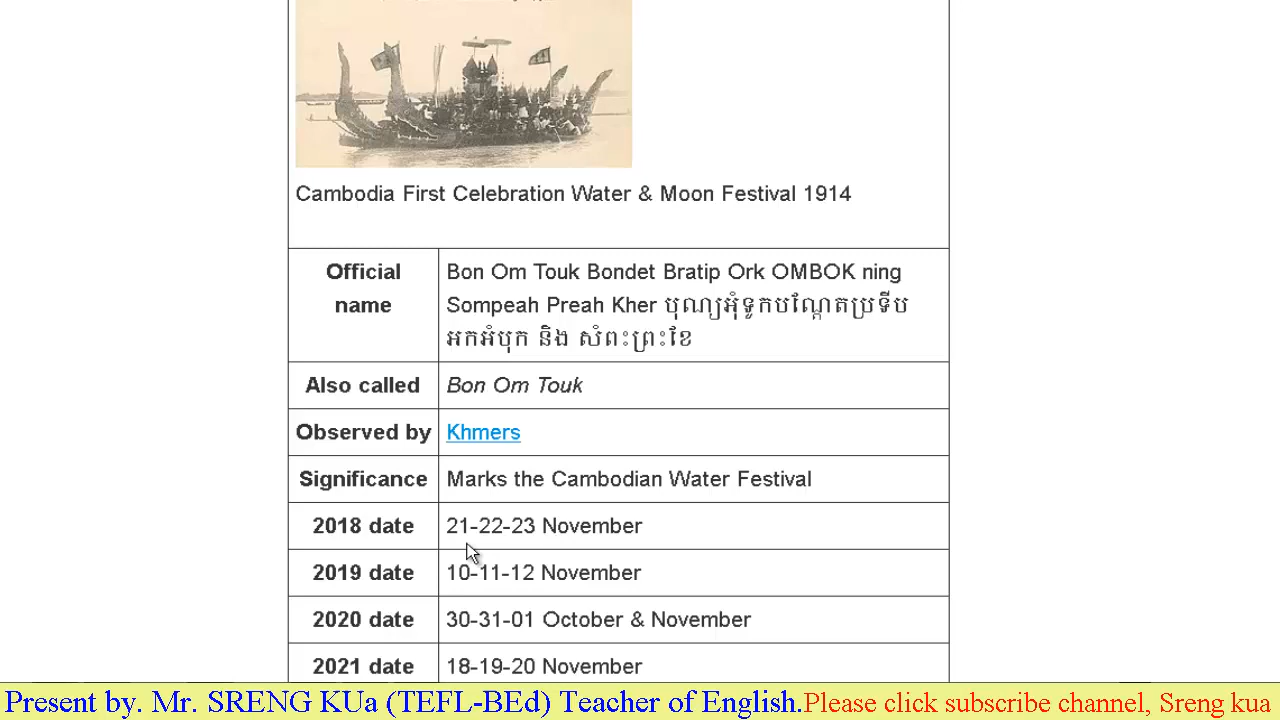 Cambodia First Celebration Water & Moon Festival 1914
Official name
Bon Om Touk Bondet Bratip Ork OMBOK ning
Sompeah Preah Kher បុណ្យអុំទូកបណ្តែតប្រទីប
អកអំបុក និង សំពះព្រះខែ
Also called
Bon Om Touk
Observed by
Khmers
Significance
Marks the Cambodian Water Festival
2018 date
21-22-23 November
2019 date
10-11-12 November
2020 date
30-31-01 October & November
2021 date
18-19-20 November
Present by. Mr. SRENG KUa (TEFL-BEd) Teacher of English.Please click subscribe channel, Sreng kua